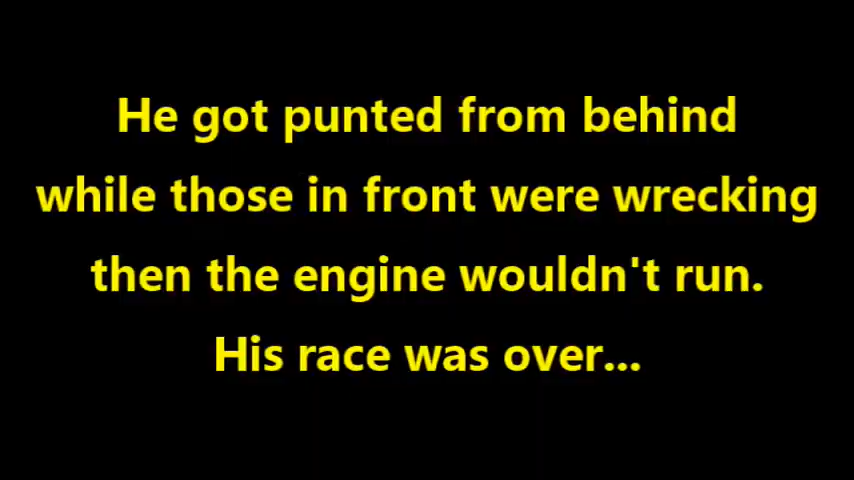 He got punted from behind
while those in front were wrecking
then the engine wouldn't run.
His race was over...